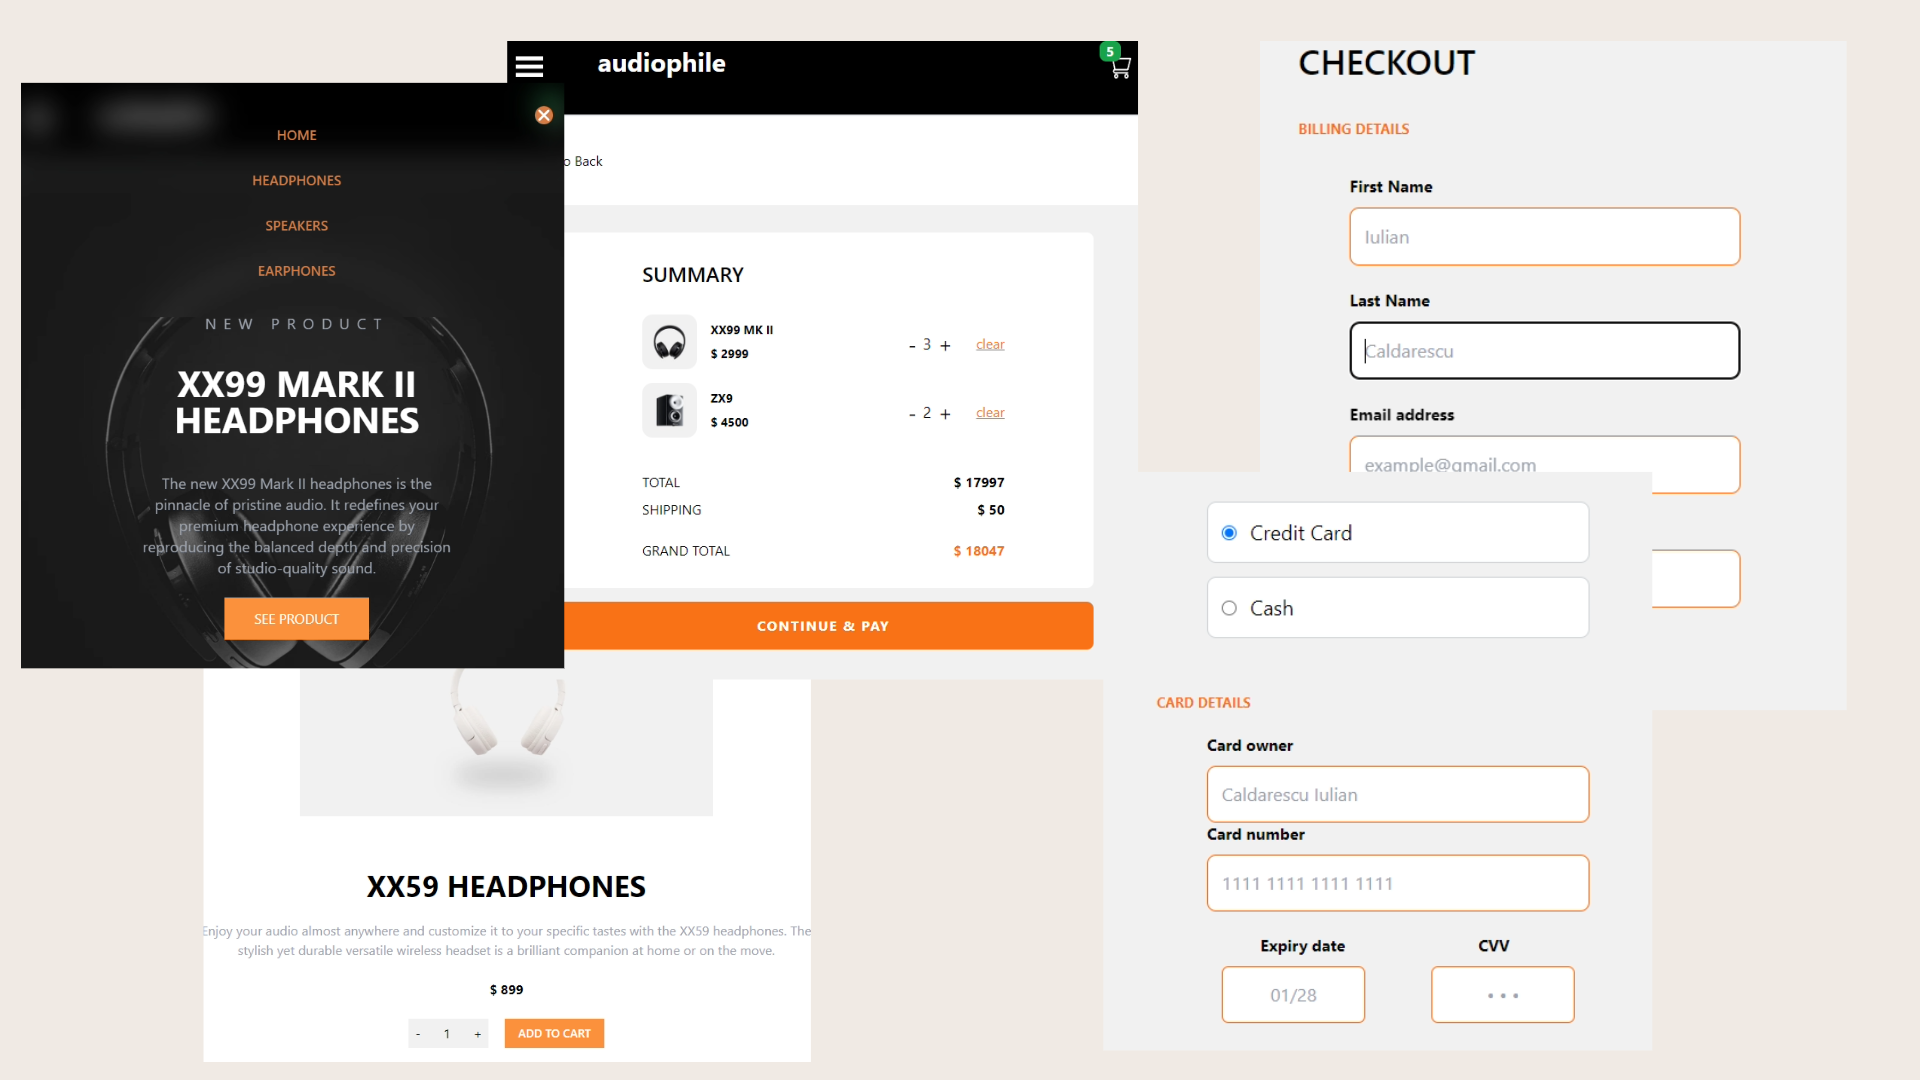 HOME
HEADPHONES
SPEAKERS
EARPHONES
NEW PRODUCT
XX99 MARK II
HEADPHONES
The new XX99 Mark II headphones is the
pinnacle of pristine audio. It redefines your
premium headphone experience by
reproducing the balanced depth and precision
of studio-quality sound.
SEE PRODUCT
audiophile
5
o Back
SUMMARY
XX99 MK II
$ 2999
- 3 + clear
ZX9
$ 4500
- 2 + clear
TOTAL $ 17997
SHIPPING $ 50
GRAND TOTAL $ 18047
CONTINUE & PAY
XX59 HEADPHONES
Enjoy your audio almost anywhere and customize it to your specific tastes with the XX59 headphones. The
stylish yet durable versatile wireless headset is a brilliant companion at home or on the move.
$ 899
- 1 + ADD TO CART
CHECKOUT
BILLING DETAILS
First Name
Iulian
Last Name
Caldarescu
Email address
example@gmail.com
Credit Card
Cash
CARD DETAILS
Card owner
Caldarescu Iulian
Card number
1111 1111 1111 1111
Expiry date CVV
01/28 •••